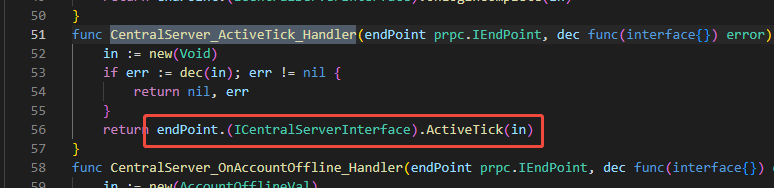 50 }
51 func CentralServer_ActiveTick_Handler(endPoint prpc.IEndPoint, dec func(interface{}) error)
52 in := new(Void)
53 if err := dec(in); err != nil {
54 return nil, err
55 }
56 return endPoint.(ICentralServerInterface).ActiveTick(in)
57 }
58 func CentralServer_OnAccountOffline_Handler(endPoint prpc.IEndPoint, dec func(interface{})
59 in := new(AccountOfflineVal)